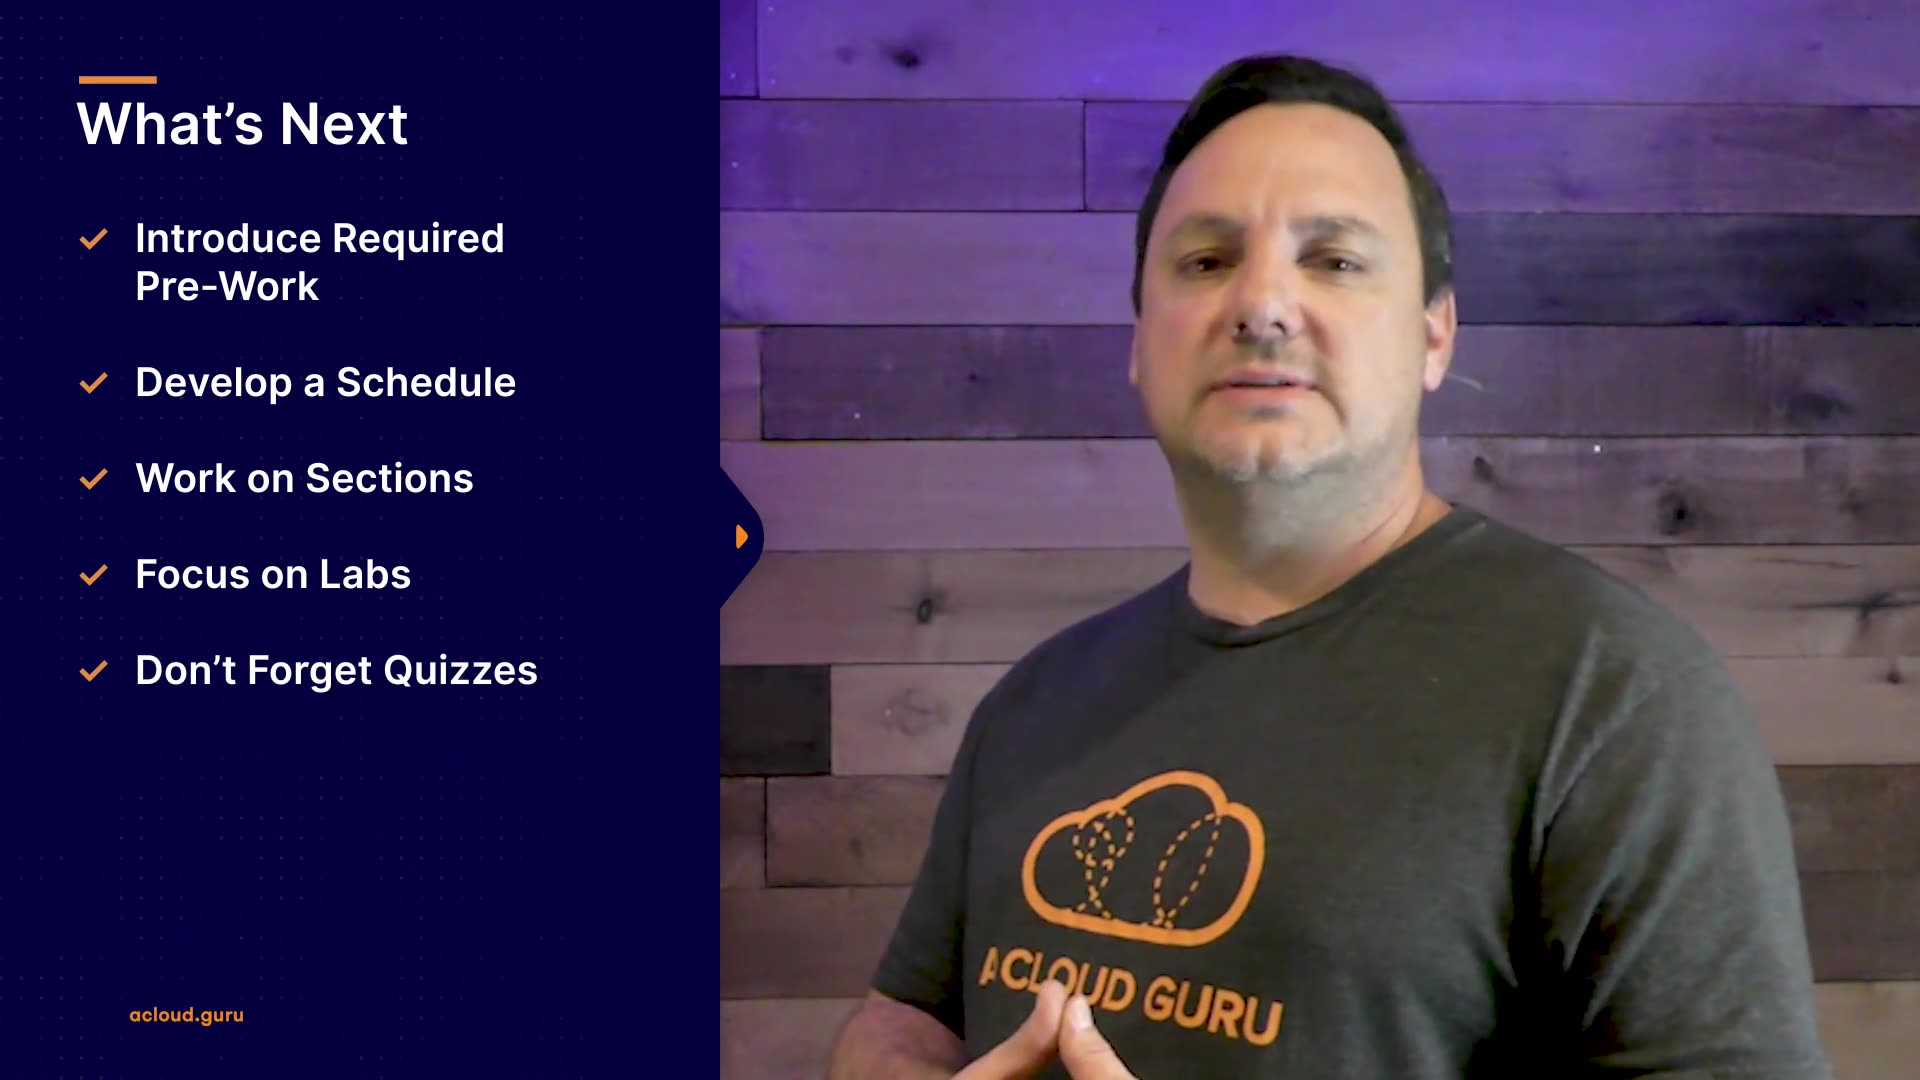 What’s Next
Introduce Required
Pre-Work
Develop a Schedule
Work on Sections
Focus on Labs
Don’t Forget Quizzes
acloud.guru
A CLOUD GURU